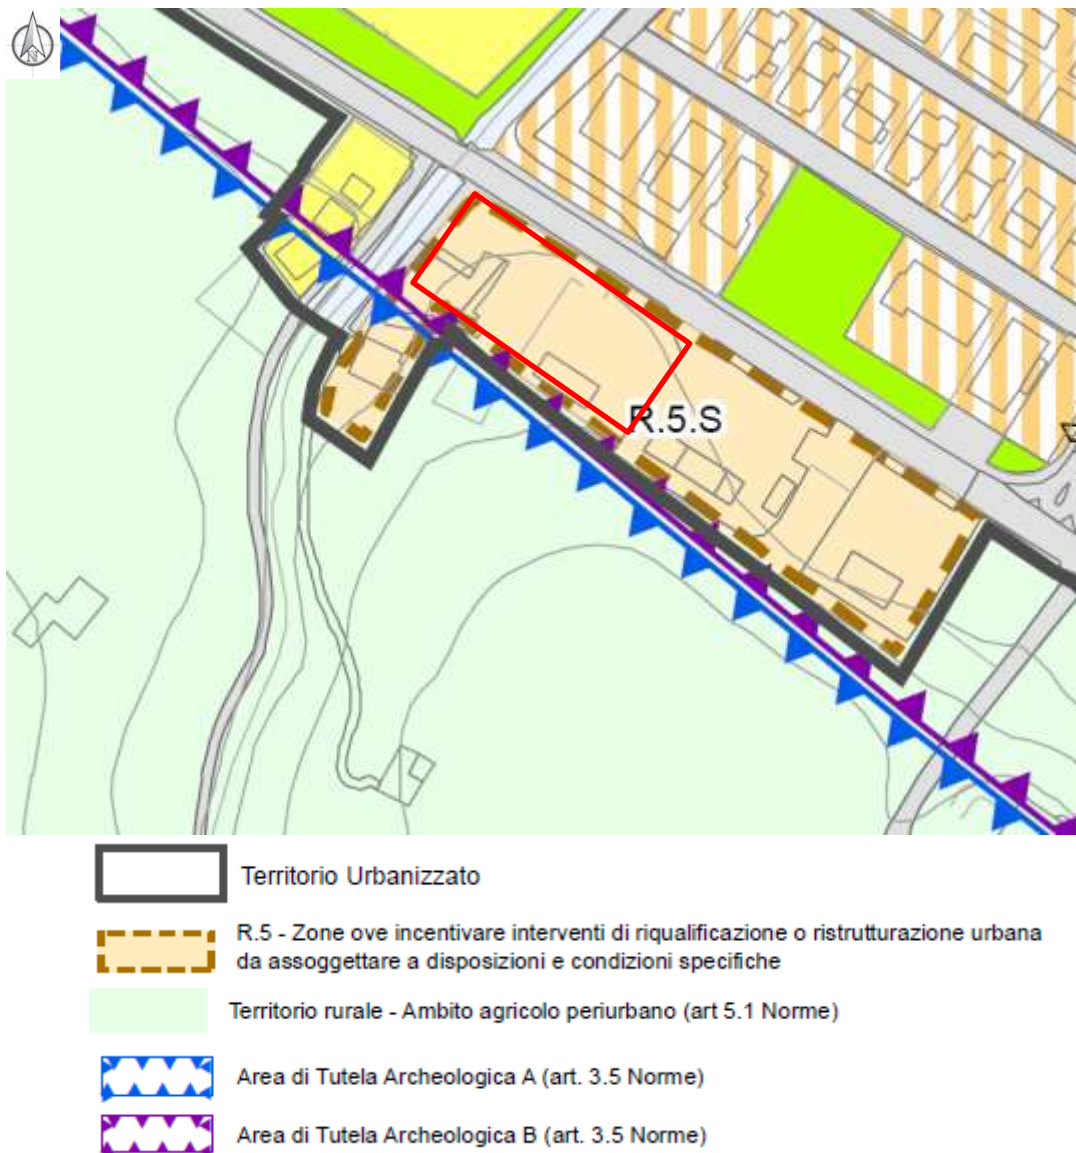 N
R.5.S
Territorio Urbanizzato
R.5 - Zone ove incentivare interventi di riqualificazione o ristrutturazione urbana
da assoggettare a disposizioni e condizioni specifiche
Territorio rurale - Ambito agricolo periurbano (art 5.1 Norme)
Area di Tutela Archeologica A (art. 3.5 Norme)
Area di Tutela Archeologica B (art. 3.5 Norme)